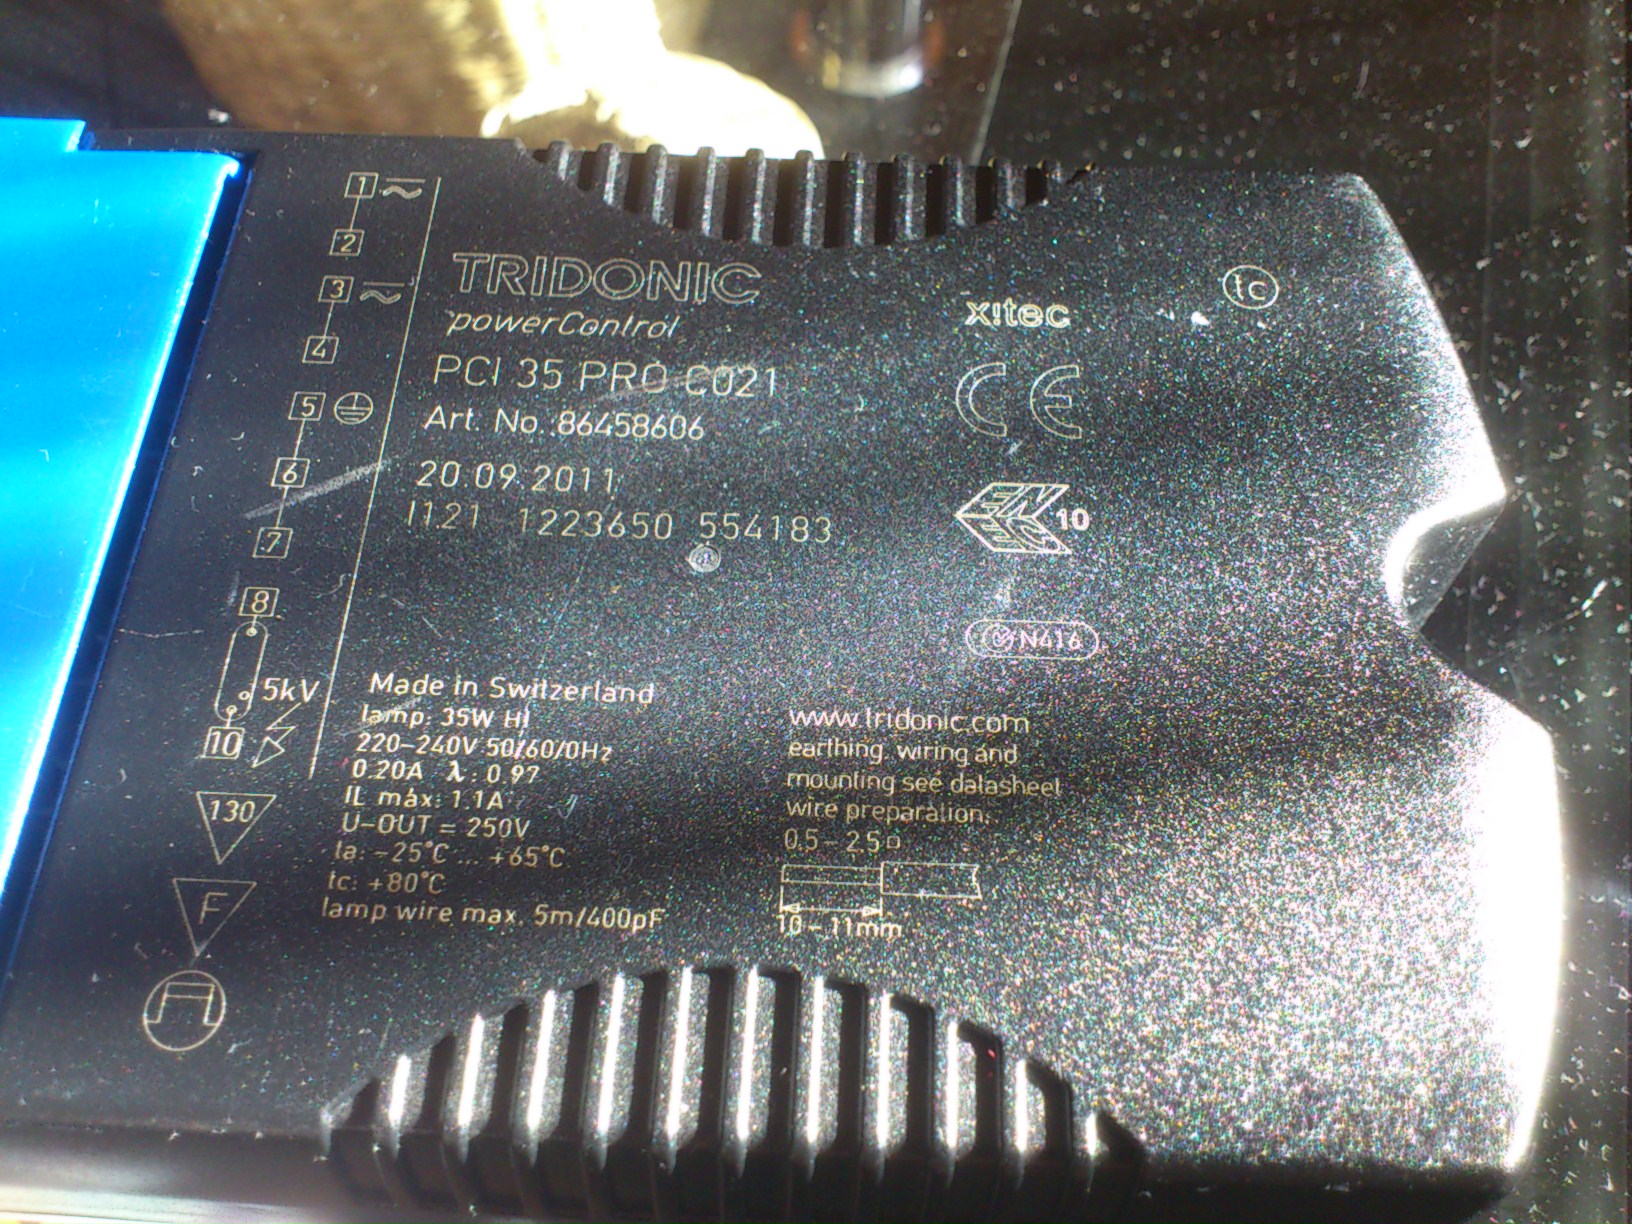 1
2
3
4
5
6
7
8
5kV
10
130
F
TRIDONIC
powerControl
PCI 35 PRO C021
Art. No.:86458606
20.09.2011
1121 1223650 554183
x!tec
tc
CE
ENEC 10
N416
Made in Switzerland
lamp: 35W HI
220–240V 50/60/0Hz
0.20A λ: 0.97
IL max: 1.1A
U-OUT = 250V
ta: -25°C ... +65°C
tc: +80°C
lamp wire max. 5m/400pF
www.tridonic.com
earthing, wiring and
mounting see datasheet
wire preparation:
0.5 – 2.5□
10 – 11mm